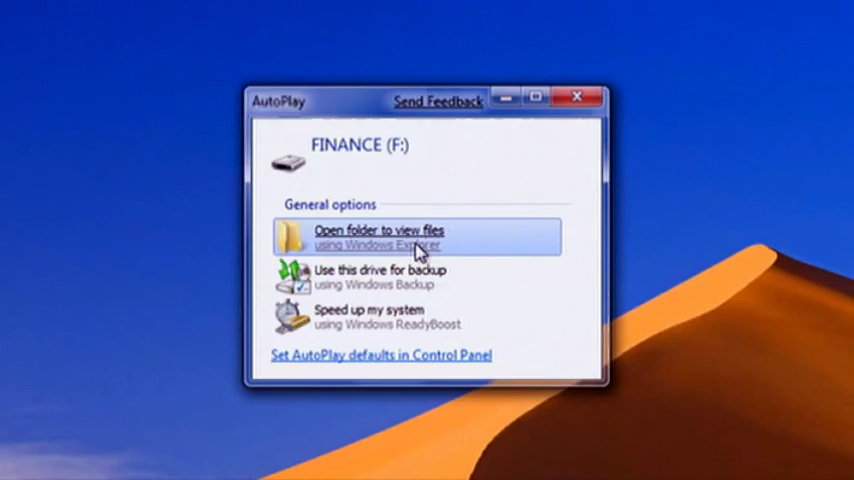 AutoPlay
Send Feedback
FINANCE (F:)
General options
Open folder to view files
using Windows Explorer
Use this drive for backup
using Windows Backup
Speed up my system
using Windows ReadyBoost
Set AutoPlay defaults in Control Panel